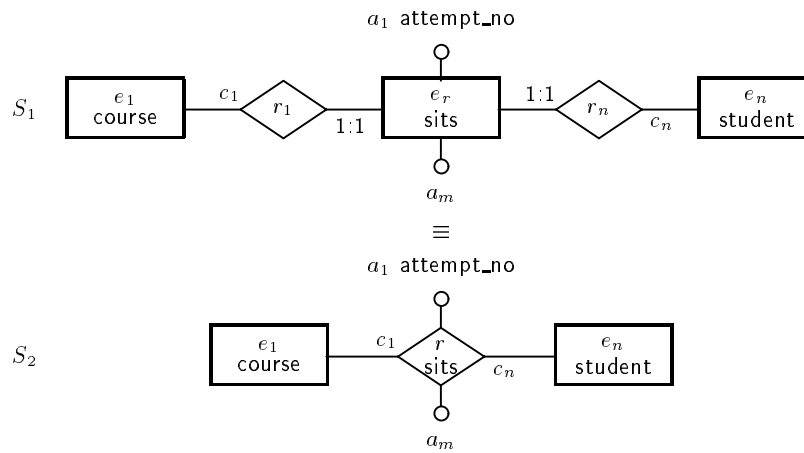 a₁ attempt_no
S₁
e₁
course
c₁
r₁
1:1
eᵣ
sits
1:1
rₙ
cₙ
eₙ
student
aₘ
≡
a₁ attempt_no
S₂
e₁
course
c₁
r
sits
cₙ
eₙ
student
aₘ